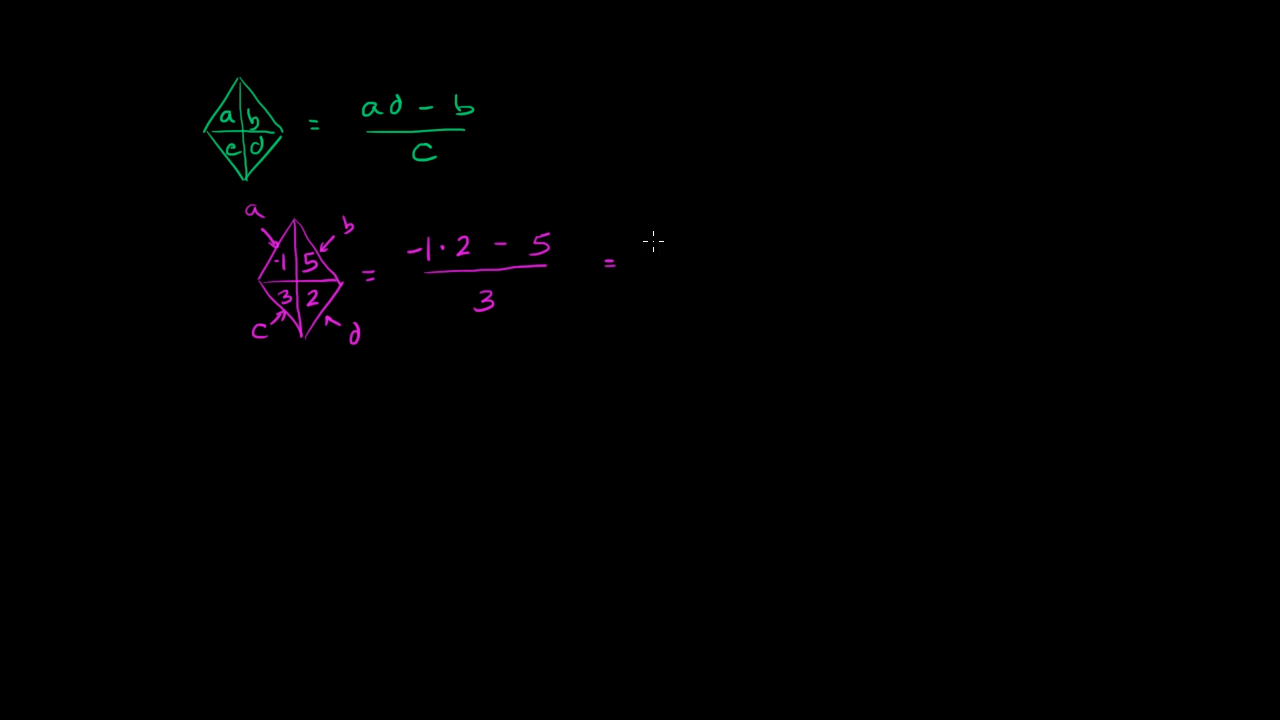 a b
c d
= ad - b
c
a
b
-1 5
3 2
= -1 · 2 - 5 =
3
c
d